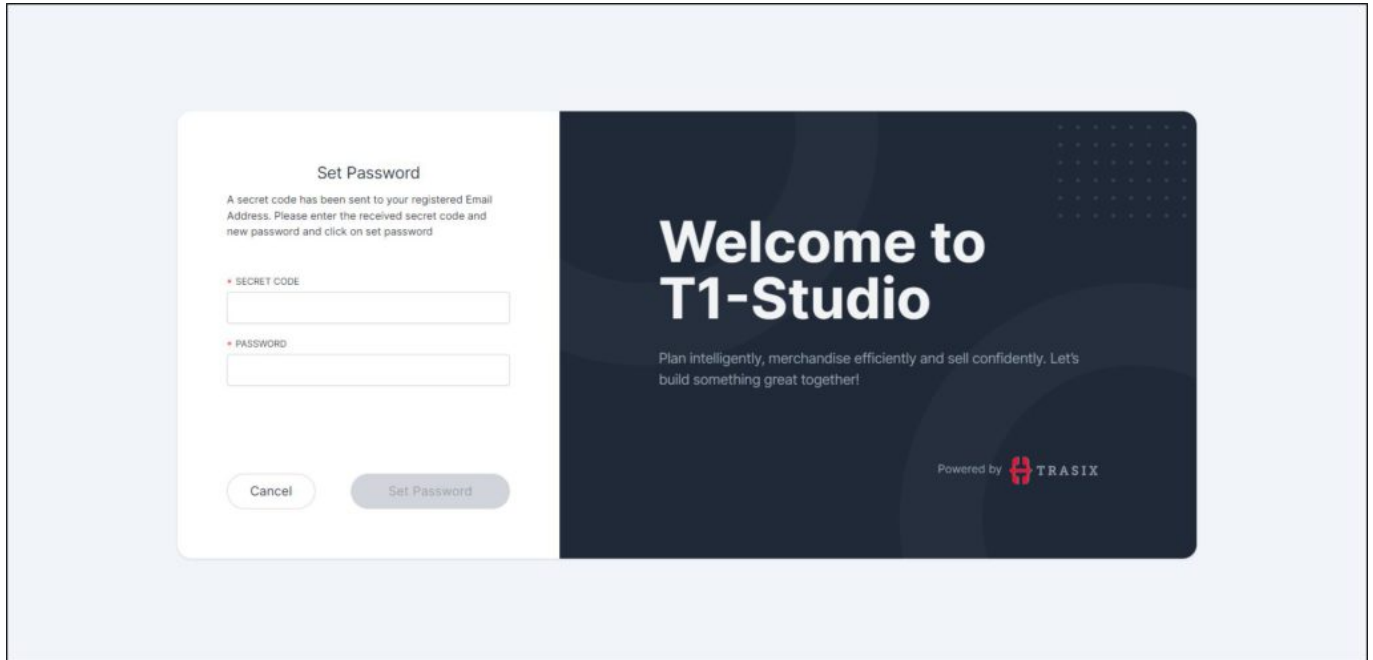 Set Password
A secret code has been sent to your registered Email
Address. Please enter the received secret code and
new password and click on set password
* SECRET CODE
* PASSWORD
Cancel
Set Password
Welcome to
T1-Studio
Plan intelligently, merchandise efficiently and sell confidently. Let's
build something great together!
Powered by TRASIX